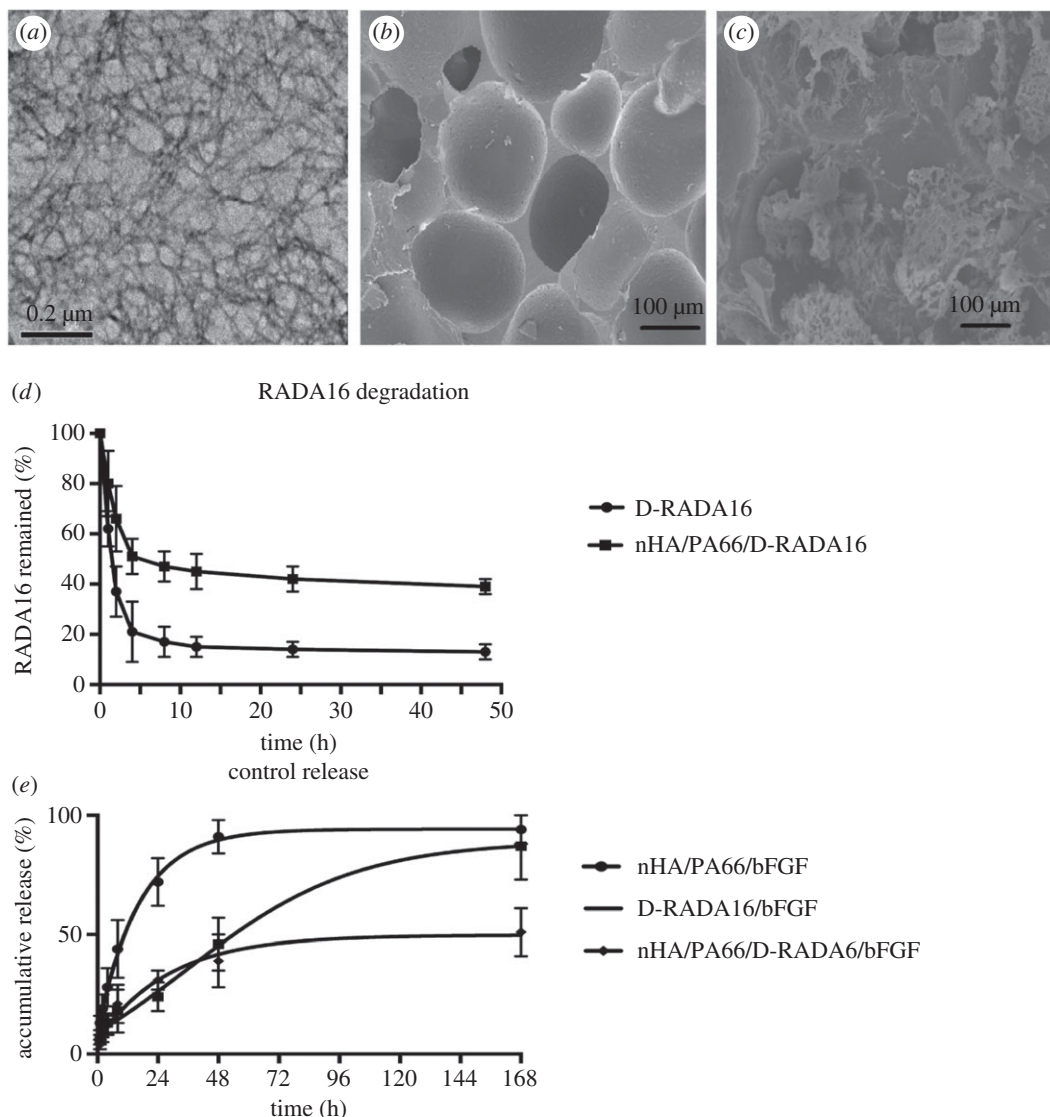 (a)
(b)
(c)
0.2 µm
100 µm
100 µm
(d)
RADA16 degradation
100
80
60
40
20
0
RADA16 remained (%)
0 10 20 30 40 50
time (h)
D-RADA16
nHA/PA66/D-RADA16
control release
(e)
100
50
0
accumulative release (%)
0 24 48 72 96 120 144 168
time (h)
nHA/PA66/bFGF
D-RADA16/bFGF
nHA/PA66/D-RADA6/bFGF